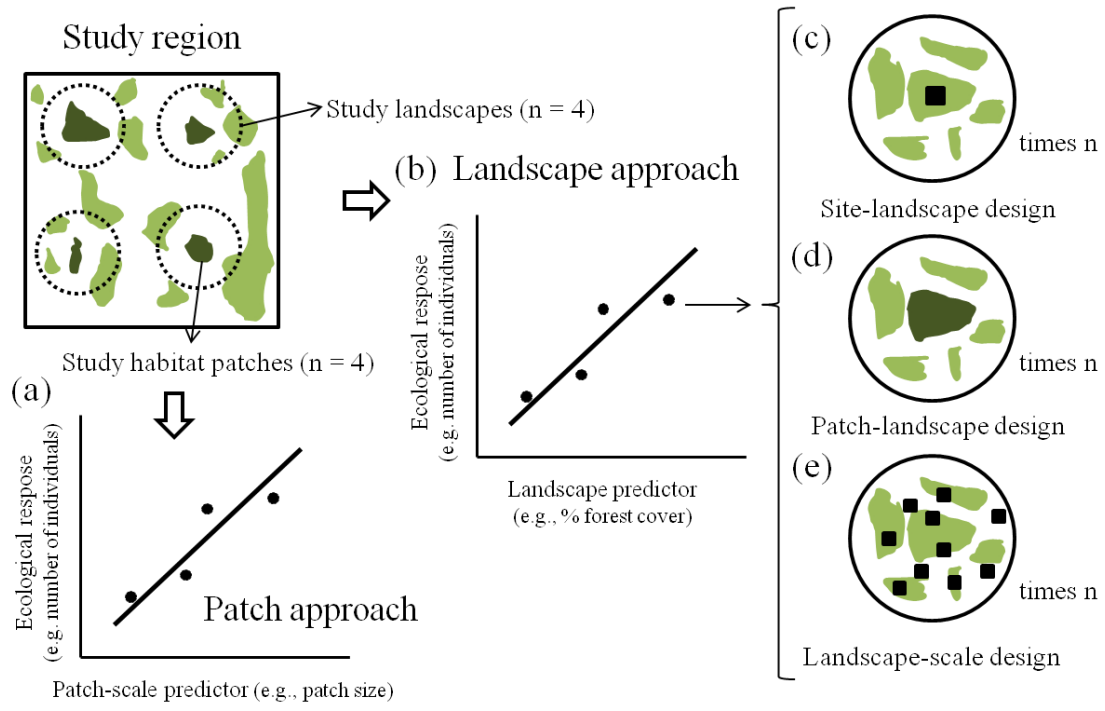 Study region
Study landscapes (n = 4)
Study habitat patches (n = 4)
(a)
Ecological respose
(e.g. number of individuals)
Patch approach
Patch-scale predictor (e.g., patch size)
(b) Landscape approach
Ecological response
(e.g. number of individuals)
Landscape predictor
(e.g., % forest cover)
(c)
times n
Site-landscape design
(d)
times n
Patch-landscape design
(e)
times n
Landscape-scale design